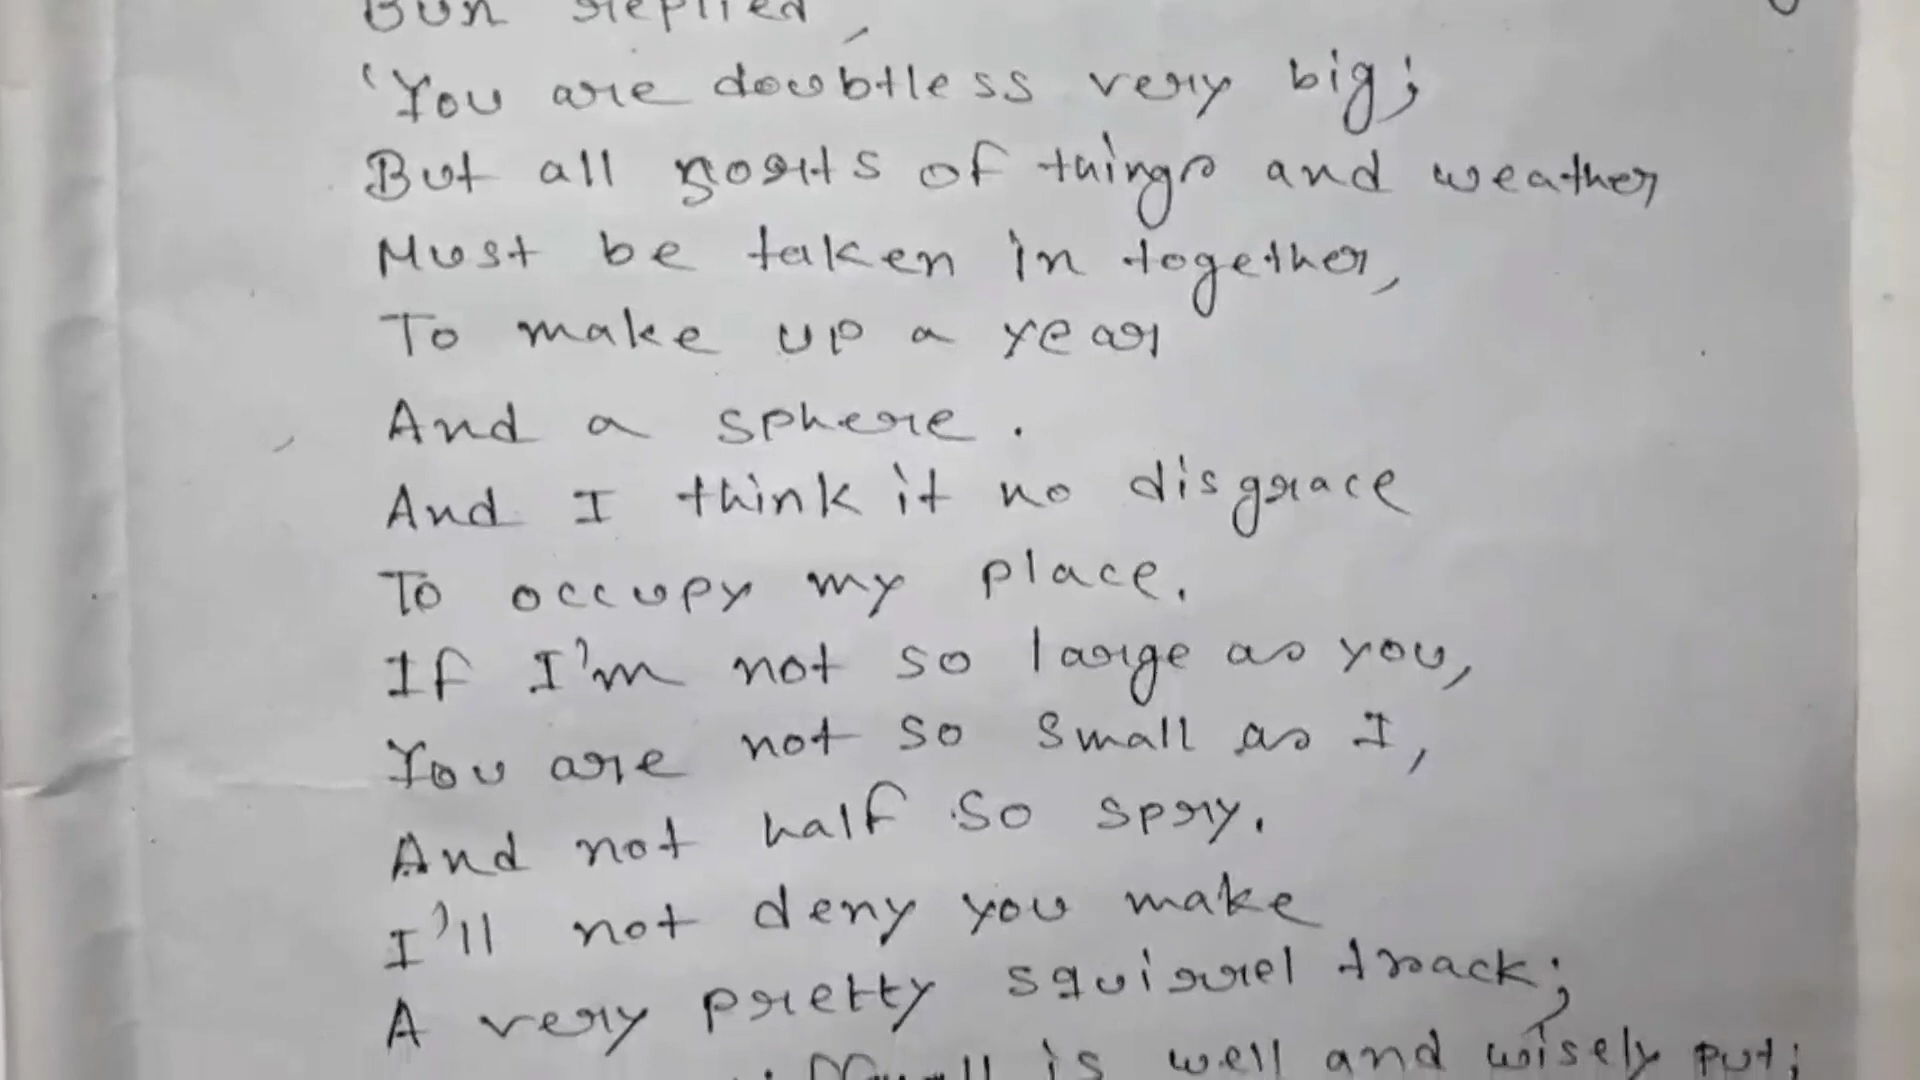 Bun replied,
'You are doubtless very big;
But all sorts of things and weather
Must be taken in together,
To make up a year
And a sphere.
And I think it no disgrace
To occupy my place.
If I'm not so large as you,
You are not so small as I,
And not half so spry.
I'll not deny you make
A very pretty squirrel track;
all is well and wisely put;